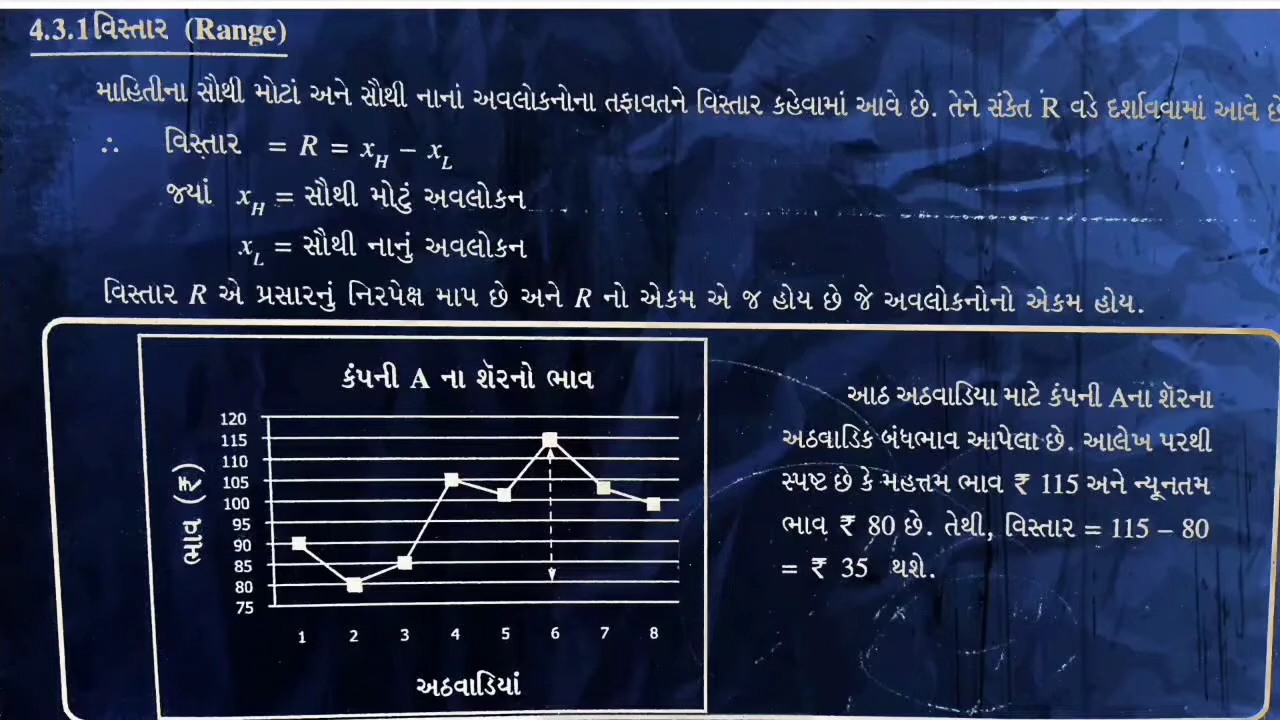 4.3.1વિસ્તાર (Range)
માહિતીના સૌથી મોટાં અને સૌથી નાનાં અવલોકનોના તફાવતને વિસ્તાર કહેવામાં આવે છે. તેને સંકેત R વડે દર્શાવવામાં આવે છે
∴ વિસ્તાર = R = x_H – x_L
જ્યાં x_H = સૌથી મોટું અવલોકન
x_L = સૌથી નાનું અવલોકન
વિસ્તાર R એ પ્રસારનું નિરપેક્ષ માપ છે અને R નો એકમ એ જ હોય છે જે અવલોકનોનો એકમ હોય.
કંપની A ના શૅરનો ભાવ
120
115
110
105
100
95
90
85
80
75
ભાવ (₹)
1 2 3 4 5 6 7 8
અઠવાડિયાં
આઠ અઠવાડિયા માટે કંપની Aના શૅરના
અઠવાડિક બંધભાવ આપેલા છે. આલેખ પરથી
સ્પષ્ટ છે કે મહત્તમ ભાવ ₹ 115 અને ન્યૂનતમ
ભાવ ₹ 80 છે. તેથી, વિસ્તાર = 115 – 80
= ₹ 35 થશે.